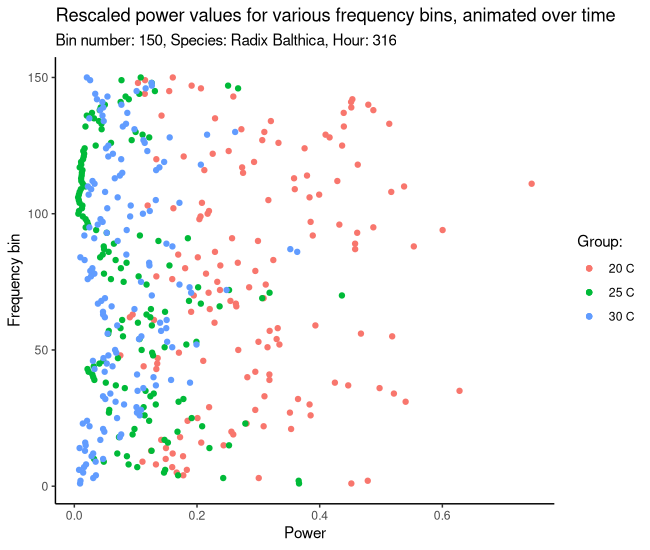 Rescaled power values for various frequency bins, animated over time
Bin number: 150, Species: Radix Balthica, Hour: 316
150
100
50
0
Frequency bin
0.0 0.2 0.4 0.6
Power
Group:
20 C
25 C
30 C